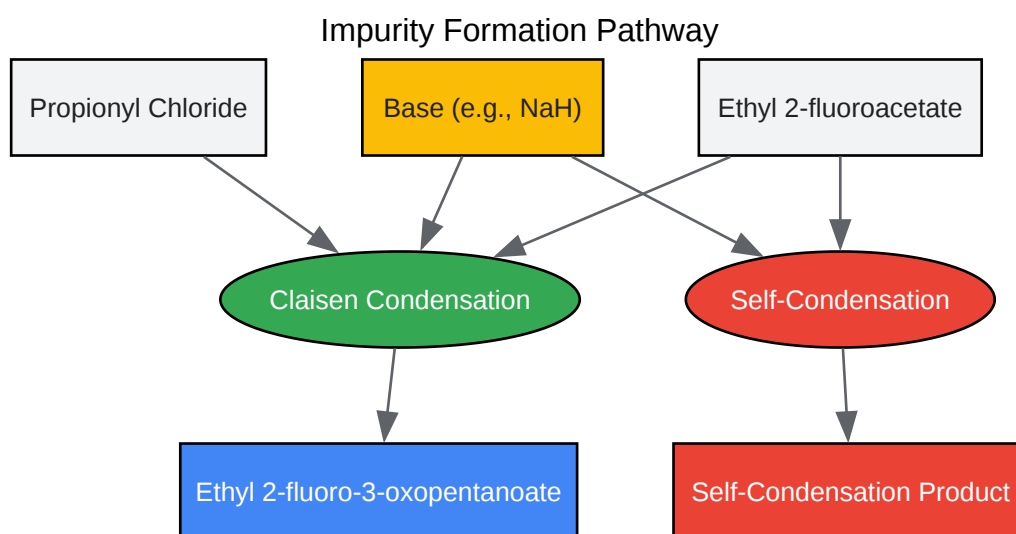 Impurity Formation Pathway
Propionyl Chloride
Base (e.g., NaH)
Ethyl 2-fluoroacetate
Claisen Condensation
Self-Condensation
Ethyl 2-fluoro-3-oxopentanoate
Self-Condensation Product